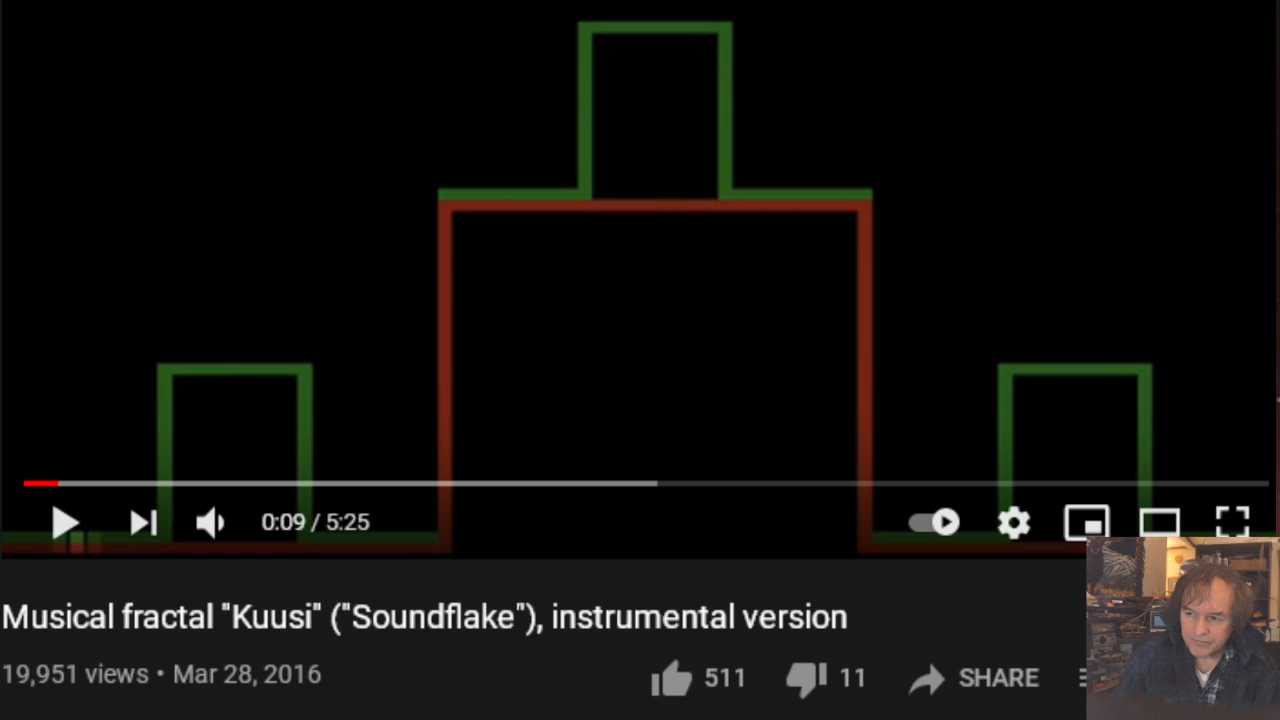 0:09 / 5:25
Musical fractal "Kuusi" ("Soundflake"), instrumental version
19,951 views • Mar 28, 2016
511 11 SHARE